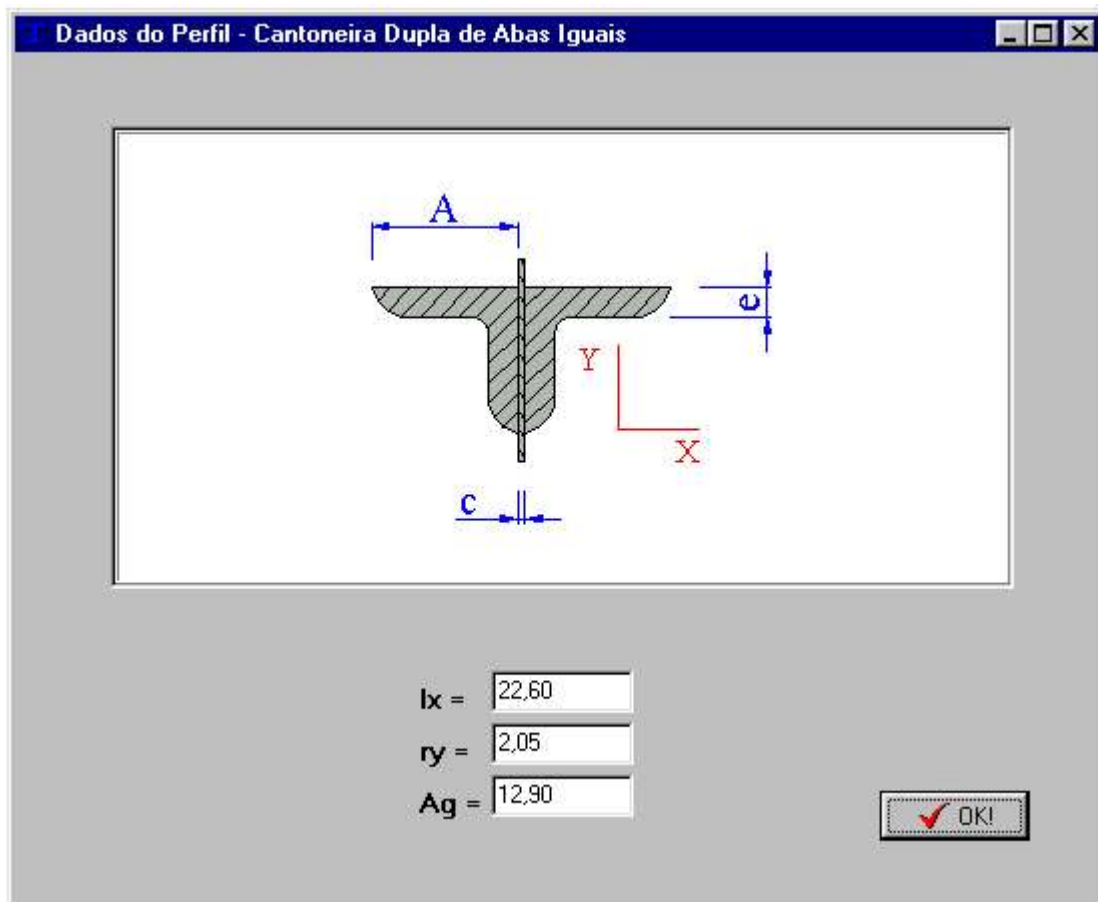 Dados do Perfil - Cantoneira Dupla de Abas Iguais
A
e
Y
X
c
Ix = 22,60
ry = 2,05
Ag = 12,90
OK!